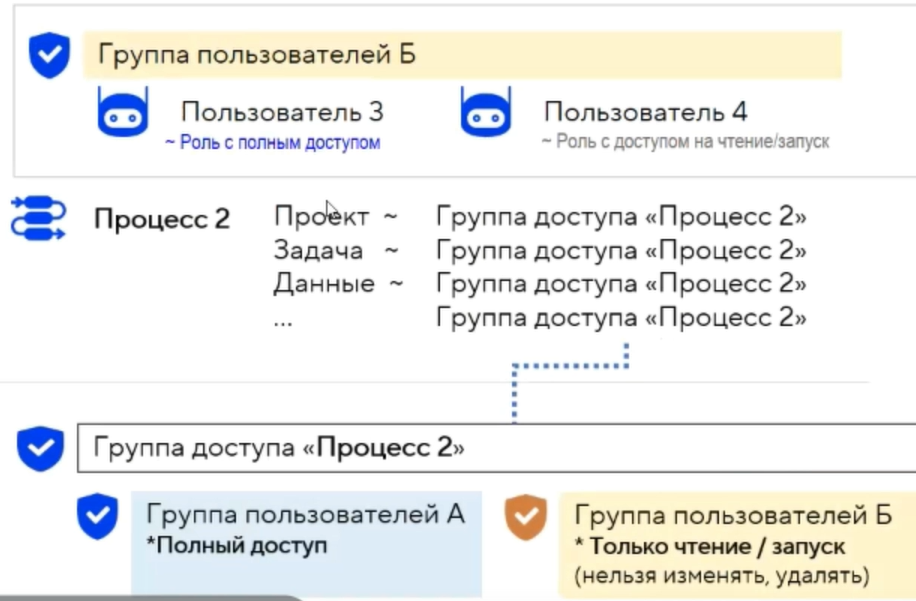 Группа пользователей Б
Пользователь 3 Пользователь 4
~ Роль с полным доступом ~ Роль с доступом на чтение/запуск
Процесс 2 Проект ~ Группа доступа «Процесс 2»
Задача ~ Группа доступа «Процесс 2»
Данные ~ Группа доступа «Процесс 2»
... Группа доступа «Процесс 2»
Группа доступа «Процесс 2»
Группа пользователей А Группа пользователей Б
*Полный доступ * Только чтение / запуск
(нельзя изменять, удалять)